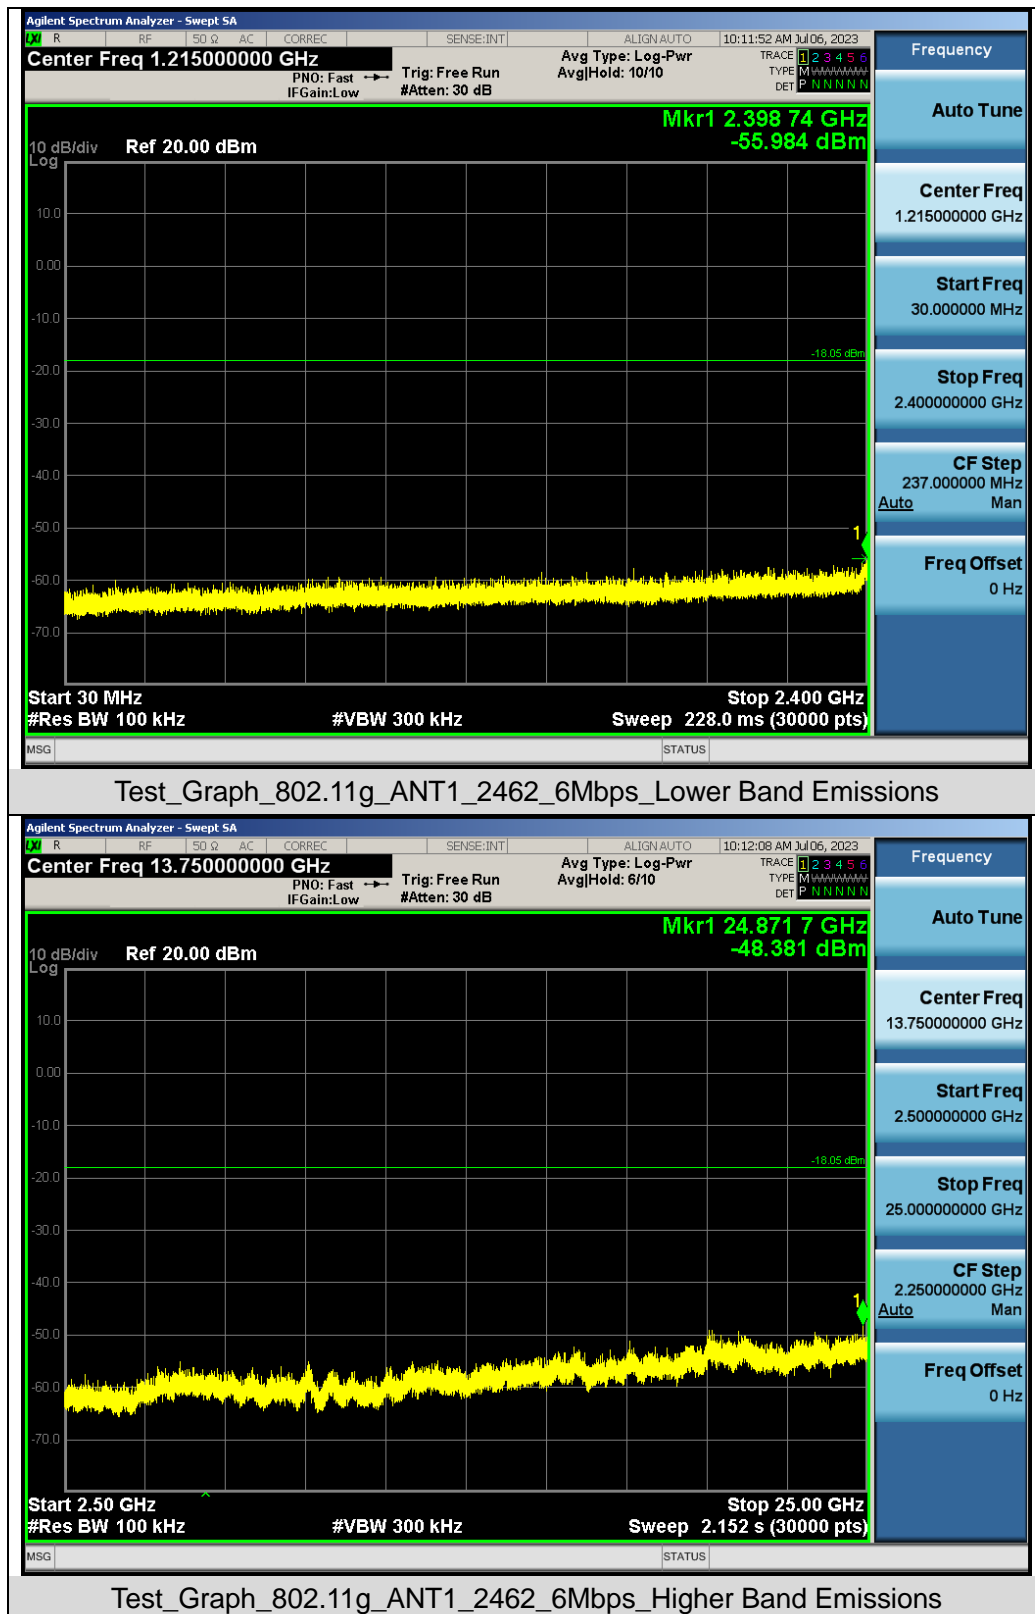 Agilent Spectrum Analyzer - Swept SA
LXI R RF 50 Ω AC CORREC SENSE:INT ALIGN AUTO 10:11:52 AM Jul 06, 2023
Center Freq 1.215000000 GHz
PNO: Fast
IFGain:Low
Trig: Free Run
#Atten: 30 dB
Avg Type: Log-Pwr
Avg|Hold: 10/10
TRACE 1 2 3 4 5 6
TYPE M
DET P N N N N N
Mkr1 2.398 74 GHz
-55.984 dBm
10 dB/div Ref 20.00 dBm
Log
10.0
0.00
-10.0
-18.05 dBm
-20.0
-30.0
-40.0
-50.0
1
-60.0
-70.0
Start 30 MHz Stop 2.400 GHz
#Res BW 100 kHz #VBW 300 kHz Sweep 228.0 ms (30000 pts)
MSG STATUS
Frequency
Auto Tune
Center Freq
1.215000000 GHz
Start Freq
30.000000 MHz
Stop Freq
2.400000000 GHz
CF Step
237.000000 MHz
Auto Man
Freq Offset
0 Hz
Test_Graph_802.11g_ANT1_2462_6Mbps_Lower Band Emissions
Agilent Spectrum Analyzer - Swept SA
LXI R RF 50 Ω AC CORREC SENSE:INT ALIGN AUTO 10:12:08 AM Jul 06, 2023
Center Freq 13.750000000 GHz
PNO: Fast
IFGain:Low
Trig: Free Run
#Atten: 30 dB
Avg Type: Log-Pwr
Avg|Hold: 6/10
TRACE 1 2 3 4 5 6
TYPE M
DET P N N N N N
Mkr1 24.871 7 GHz
-48.381 dBm
10 dB/div Ref 20.00 dBm
Log
10.0
0.00
-10.0
-18.05 dBm
-20.0
-30.0
-40.0
1
-50.0
-60.0
-70.0
Start 2.50 GHz Stop 25.00 GHz
#Res BW 100 kHz #VBW 300 kHz Sweep 2.152 s (30000 pts)
MSG STATUS
Frequency
Auto Tune
Center Freq
13.750000000 GHz
Start Freq
2.500000000 GHz
Stop Freq
25.000000000 GHz
CF Step
2.250000000 GHz
Auto Man
Freq Offset
0 Hz
Test_Graph_802.11g_ANT1_2462_6Mbps_Higher Band Emissions